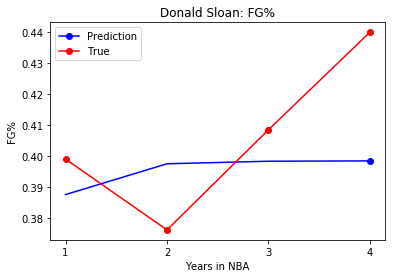 Donald Sloan: FG%
Prediction
True
FG%
0.44
0.43
0.42
0.41
0.40
0.39
0.38
1 2 3 4
Years in NBA